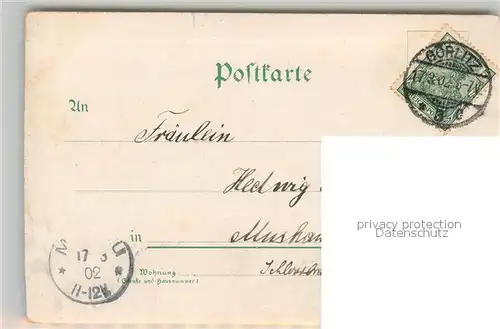 GÖRLITZ
17.3.02.
Postkarte
An
Fräulein
Hedwig
privacy protection
Datenschutz
in
17 3
02
11-12V.
Wohnung
(Straße und Hausnummer)